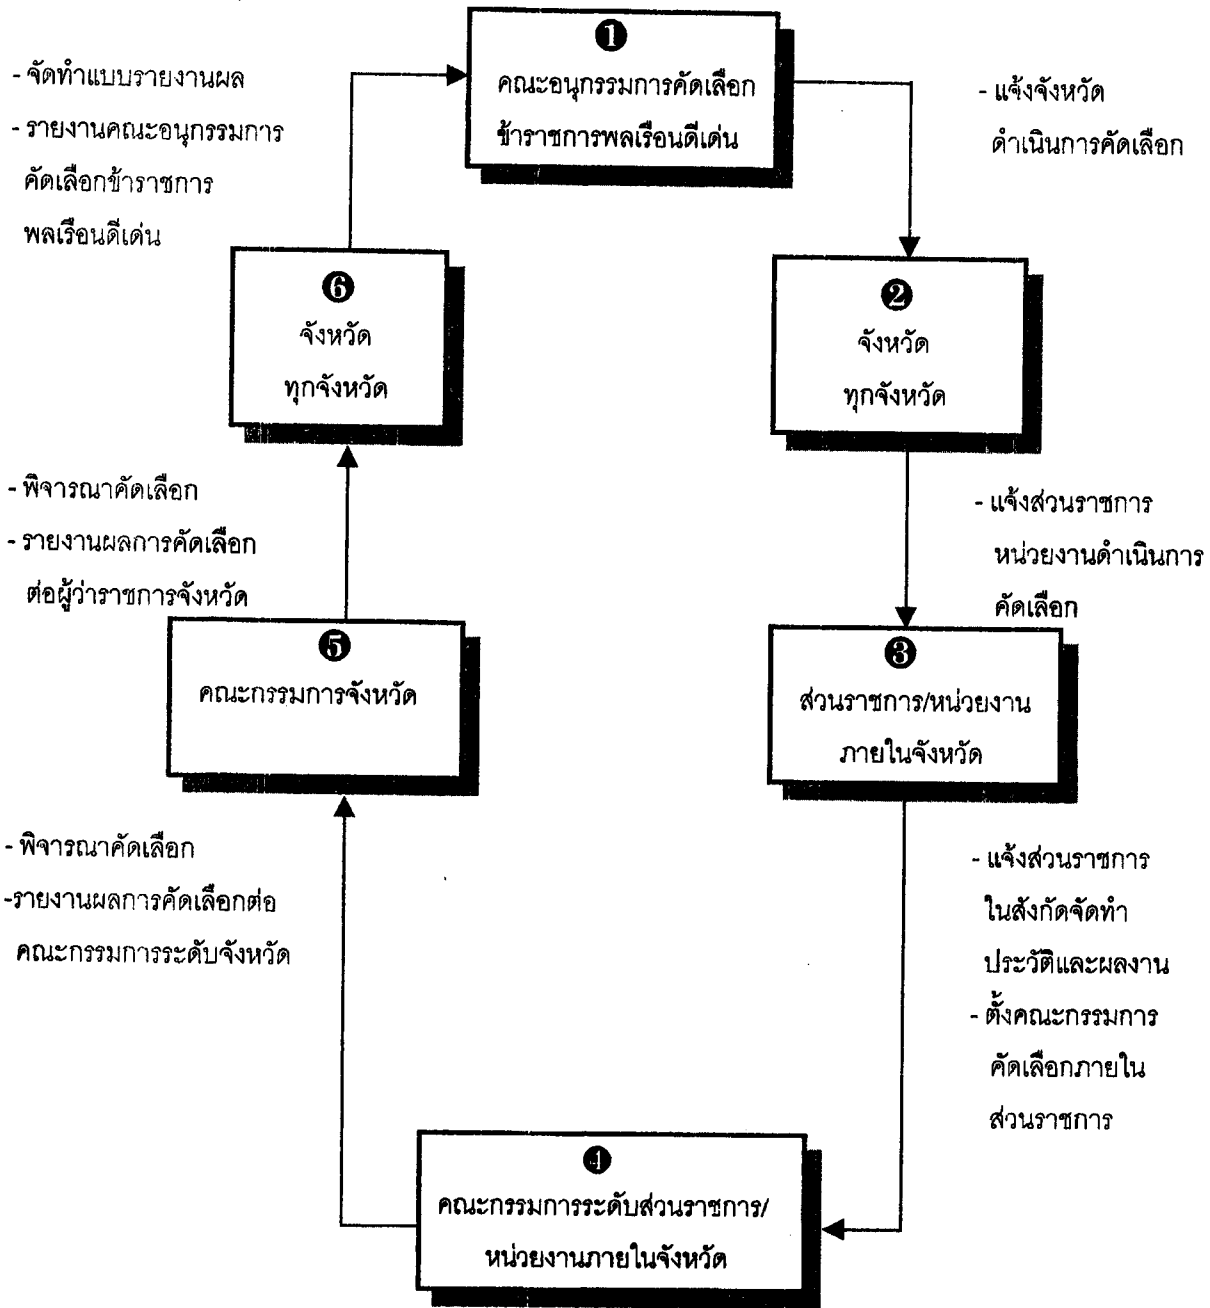 ❶
คณะอนุกรรมการคัดเลือก
ข้าราชการพลเรือนดีเด่น
- แจ้งจังหวัด
ดำเนินการคัดเลือก
❷
จังหวัด
ทุกจังหวัด
- แจ้งส่วนราชการ
หน่วยงานดำเนินการ
คัดเลือก
❸
ส่วนราชการ/หน่วยงาน
ภายในจังหวัด
- แจ้งส่วนราชการ
ในสังกัดจัดทำ
ประวัติและผลงาน
- ตั้งคณะกรรมการ
คัดเลือกภายใน
ส่วนราชการ
❹
คณะกรรมการระดับส่วนราชการ/
หน่วยงานภายในจังหวัด
- พิจารณาคัดเลือก
-รายงานผลการคัดเลือกต่อ
คณะกรรมการระดับจังหวัด
❺
คณะกรรมการจังหวัด
- พิจารณาคัดเลือก
- รายงานผลการคัดเลือก
ต่อผู้ว่าราชการจังหวัด
❻
จังหวัด
ทุกจังหวัด
- จัดทำแบบรายงานผล
- รายงานคณะอนุกรรมการ
คัดเลือกข้าราชการ
พลเรือนดีเด่น